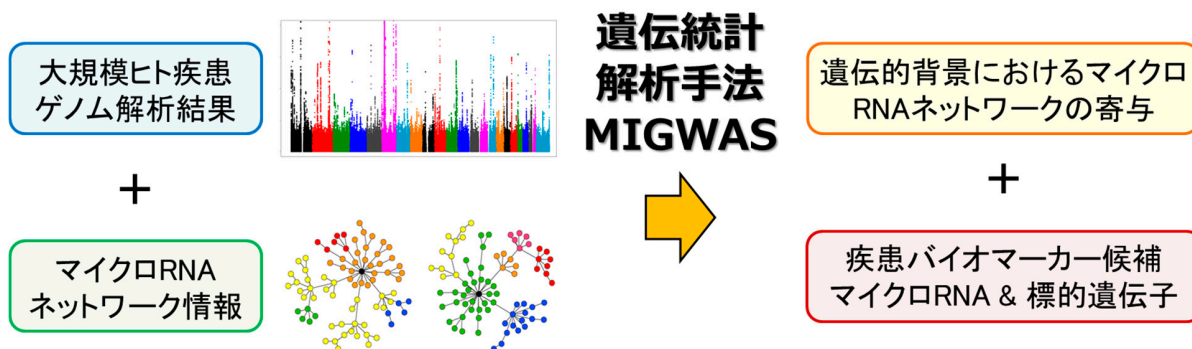 大規模ヒト疾患
ゲノム解析結果
+
マイクロRNA
ネットワーク情報
遺伝統計
解析手法
MIGWAS
遺伝的背景におけるマイクロ
RNAネットワークの寄与
+
疾患バイオマーカー候補
マイクロRNA & 標的遺伝子